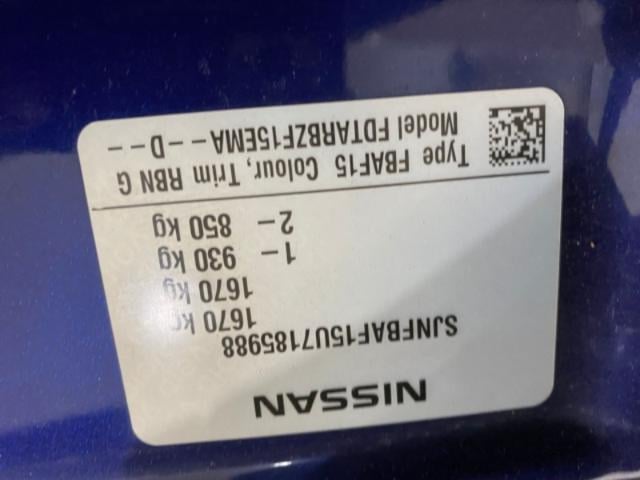 NISSAN
SJNFBAF15U7185988
1670 kg
1670 kg
1– 930 kg
2– 850 kg
Type FBAF15 Colour, Trim RBN G
Model FDTARBZF15EMA---D--